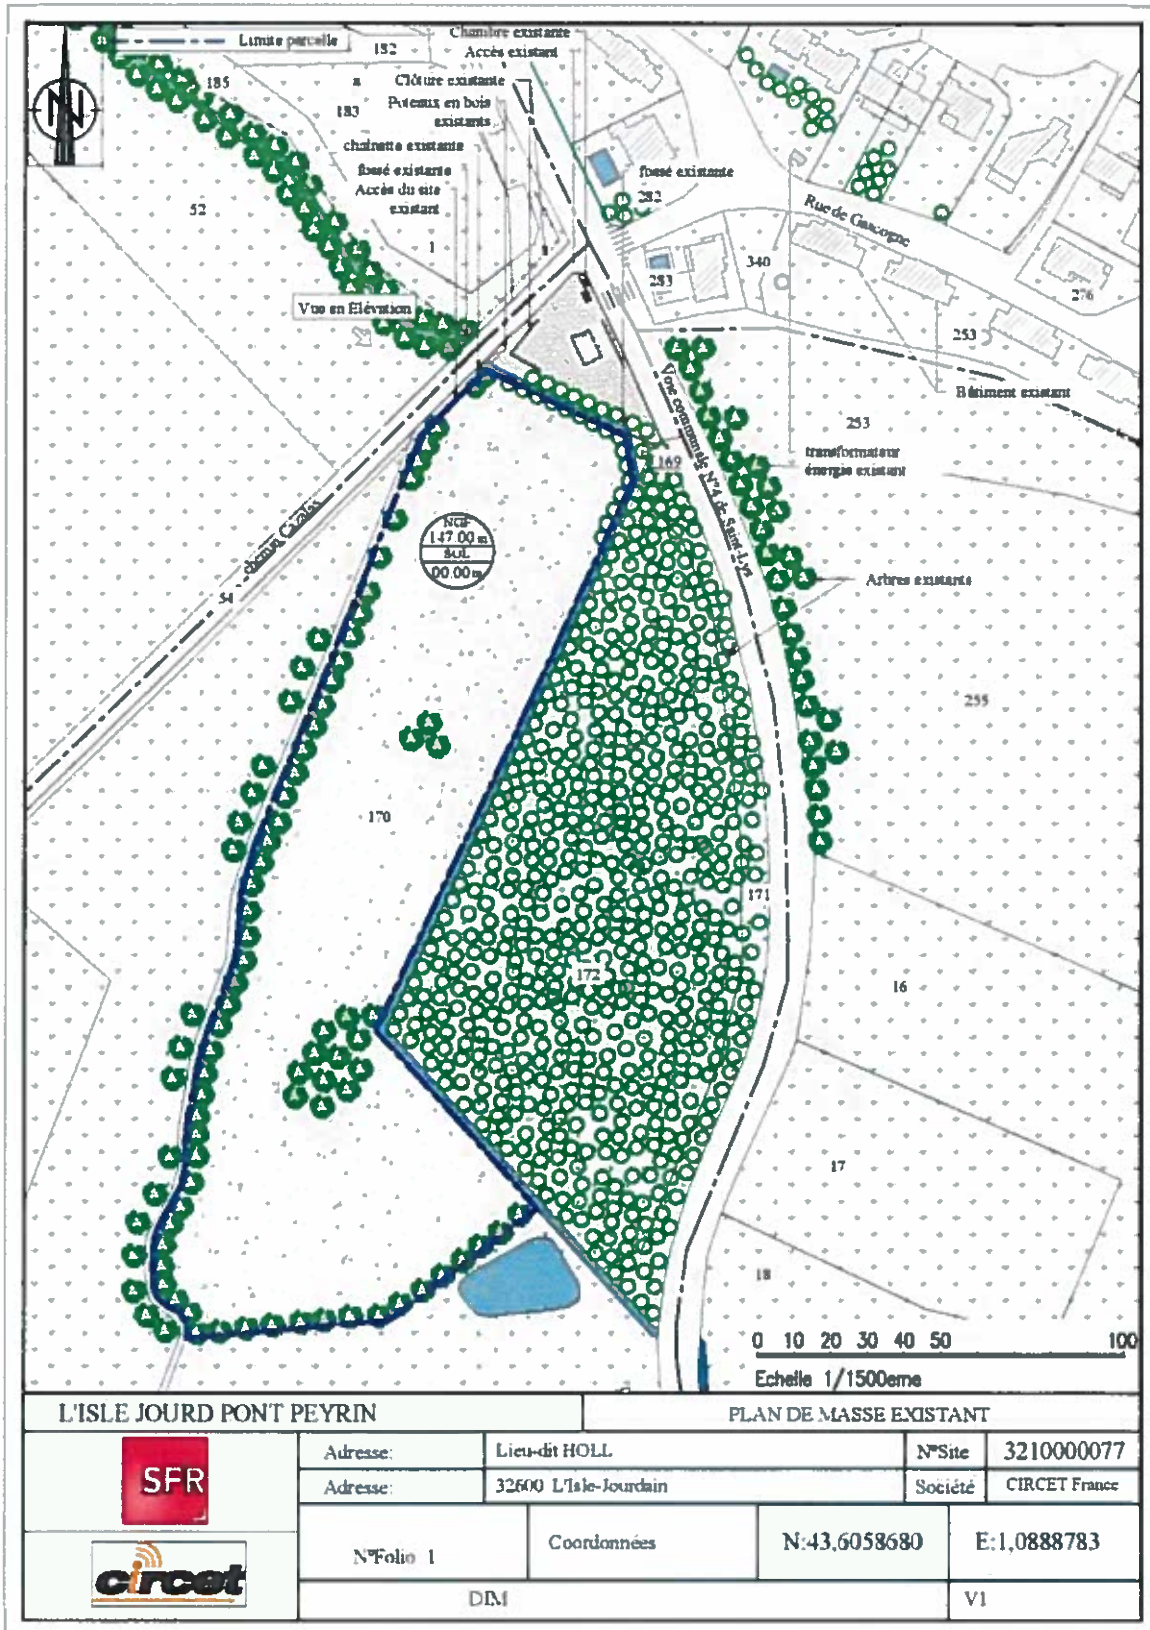 Limite parcelle
182
Chambre existante
Accès existant
185
Clôture existante
183
Poteaux en bois
existants
chaînette existante
fossé existante
Accès du site
existant
fossé existante
282
52
1
Rue de Gascogne
340
283
276
Vue en Elévation
253
Bâtiment existant
253
transformateur
énergie existant
169
Voie communale N°4 de Saint-Lys
NGF
147.00 m
SOL
00.00 m
54
Arbres existants
255
170
171
172
16
17
18
0 10 20 30 40 50 100
Echelle 1/1500eme
L'ISLE JOURD PONT PEYRIN
PLAN DE MASSE EXISTANT
SFR
Adresse:
Lieu-dit HOLL
N°Site
3210000077
Adresse:
32600 L'Isle-Jourdain
Société
CIRCET France
circet
N°Folio 1
Coordonnées
N:43,6058680
E:1,0888783
DIM
V1